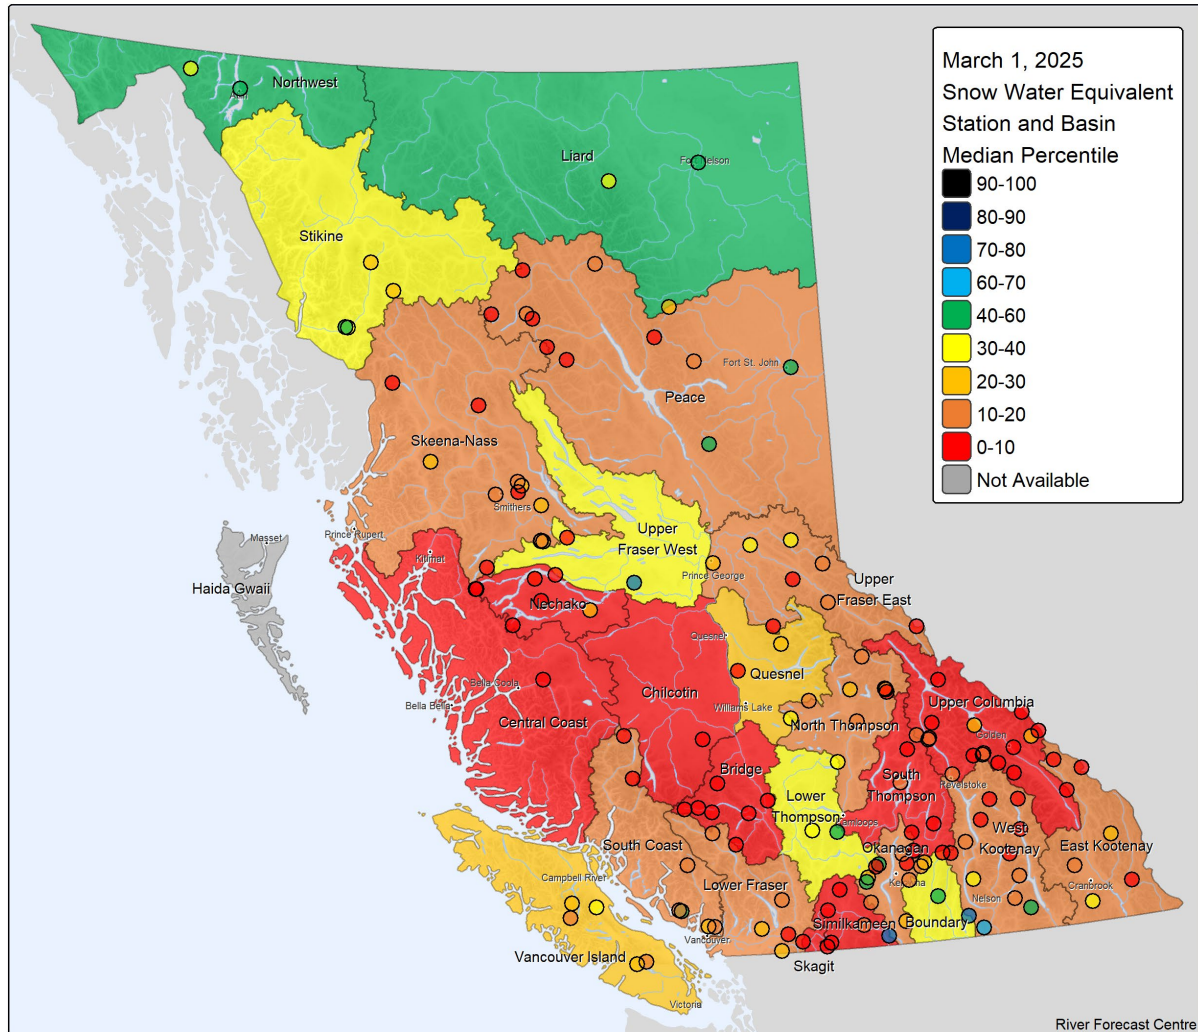 March 1, 2025
Snow Water Equivalent
Station and Basin
Median Percentile
90-100
80-90
70-80
60-70
40-60
30-40
20-30
10-20
0-10
Not Available
Northwest
Atlin
Liard
Fort Nelson
Stikine
Fort St. John
Peace
Skeena-Nass
Smithers
Upper
Fraser West
Prince Rupert
Masset
Kitimat
Prince George
Haida Gwaii
Upper
Fraser East
Nechako
Quesnel
Quesnel
Bella Coola
Chilcotin
Bella Bella
Williams Lake
Upper Columbia
Central Coast
North Thompson
Golden
Bridge
South
Thompson
Revelstoke
Lower
Thompson
Kamloops
West
Kootenay
South Coast
Okanagan
East Kootenay
Campbell River
Lower Fraser
Kelowna
Cranbrook
Nelson
Similkameen
Boundary
Vancouver
Vancouver Island
Skagit
Victoria
River Forecast Centre